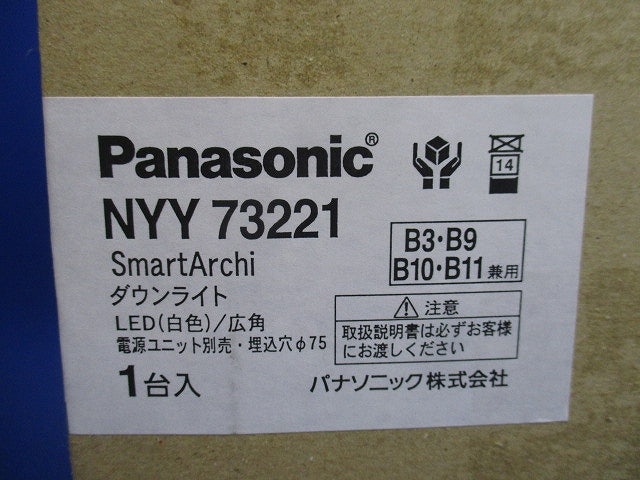 Panasonic®
14
NYY 73221
SmartArchi
B3・B9
B10・B11兼用
ダウンライト
LED(白色)/広角
電源ユニット別売・埋込穴φ75
注意
取扱説明書は必ずお客様
にお渡しください
1台入
パナソニック株式会社